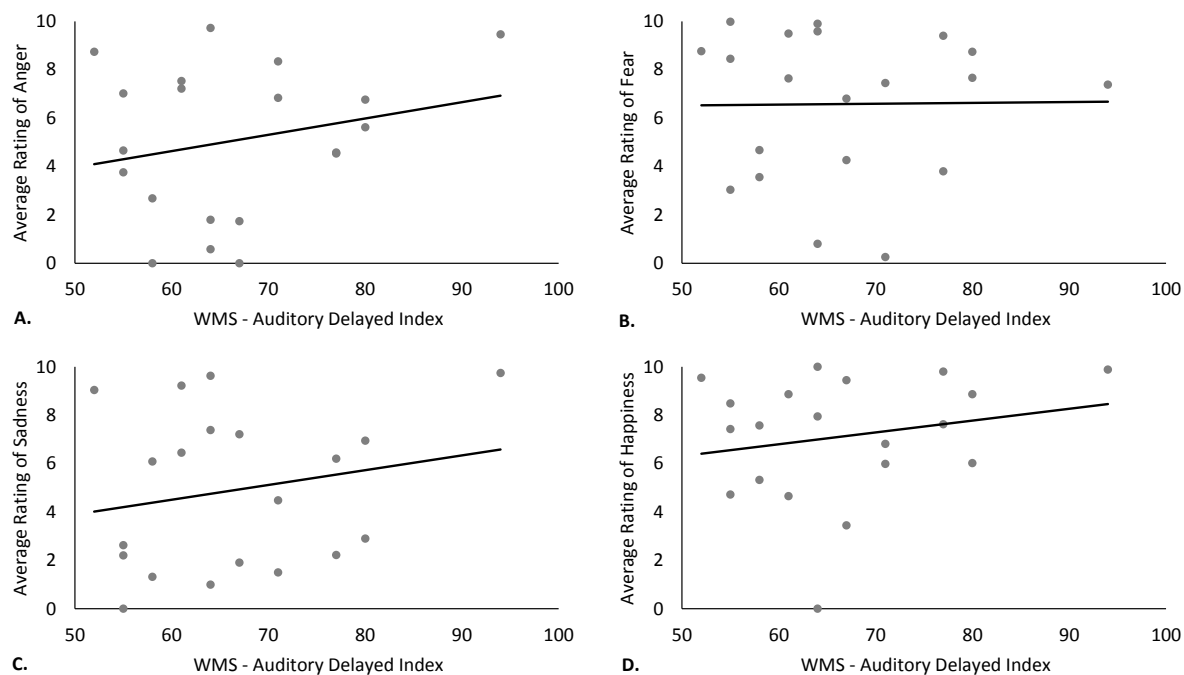 Average Rating of Anger
10
8
6
4
2
0
50 60 70 80 90 100
WMS - Auditory Delayed Index
A.
Average Rating of Fear
10
8
6
4
2
0
50 60 70 80 90 100
WMS - Auditory Delayed Index
B.
Average Rating of Sadness
10
8
6
4
2
0
50 60 70 80 90 100
WMS - Auditory Delayed Index
C.
Average Rating of Happiness
10
8
6
4
2
0
50 60 70 80 90 100
WMS - Auditory Delayed Index
D.